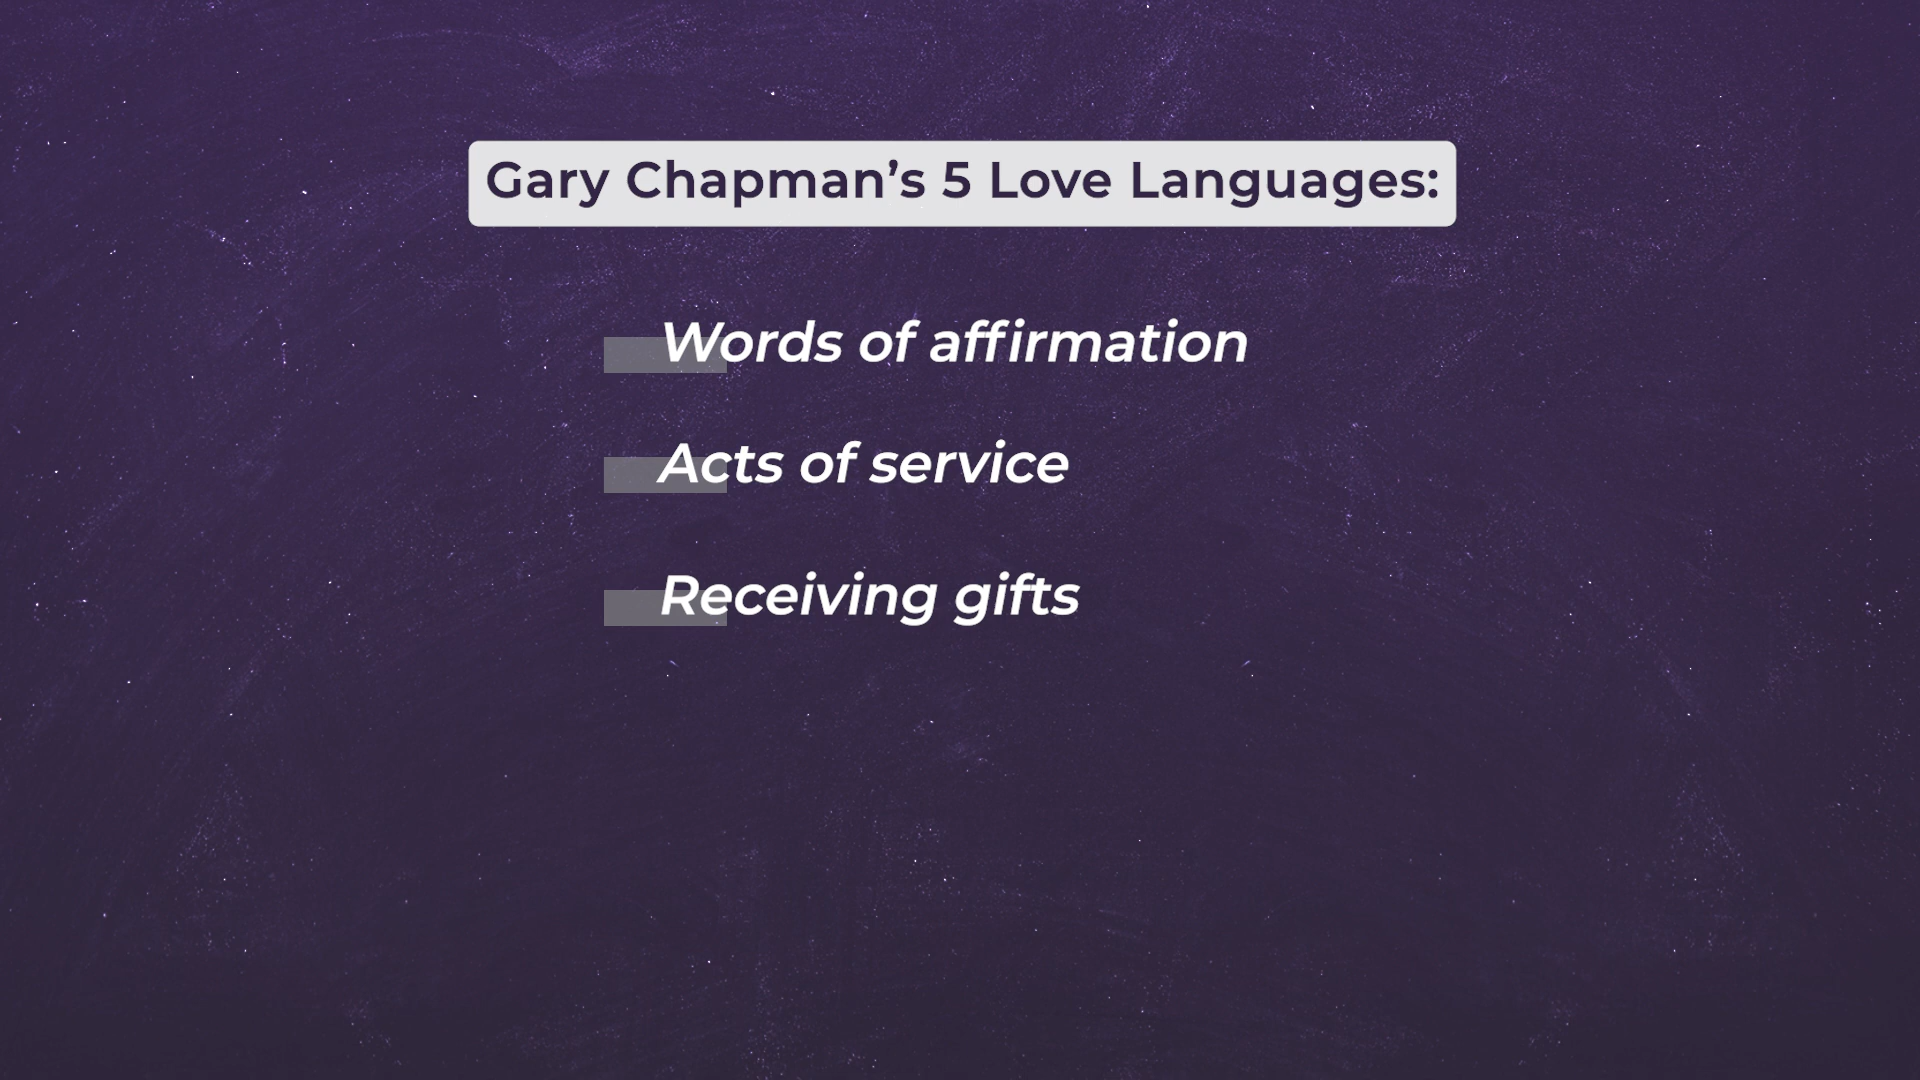 Gary Chapman’s 5 Love Languages:
Words of affirmation
Acts of service
Receiving gifts